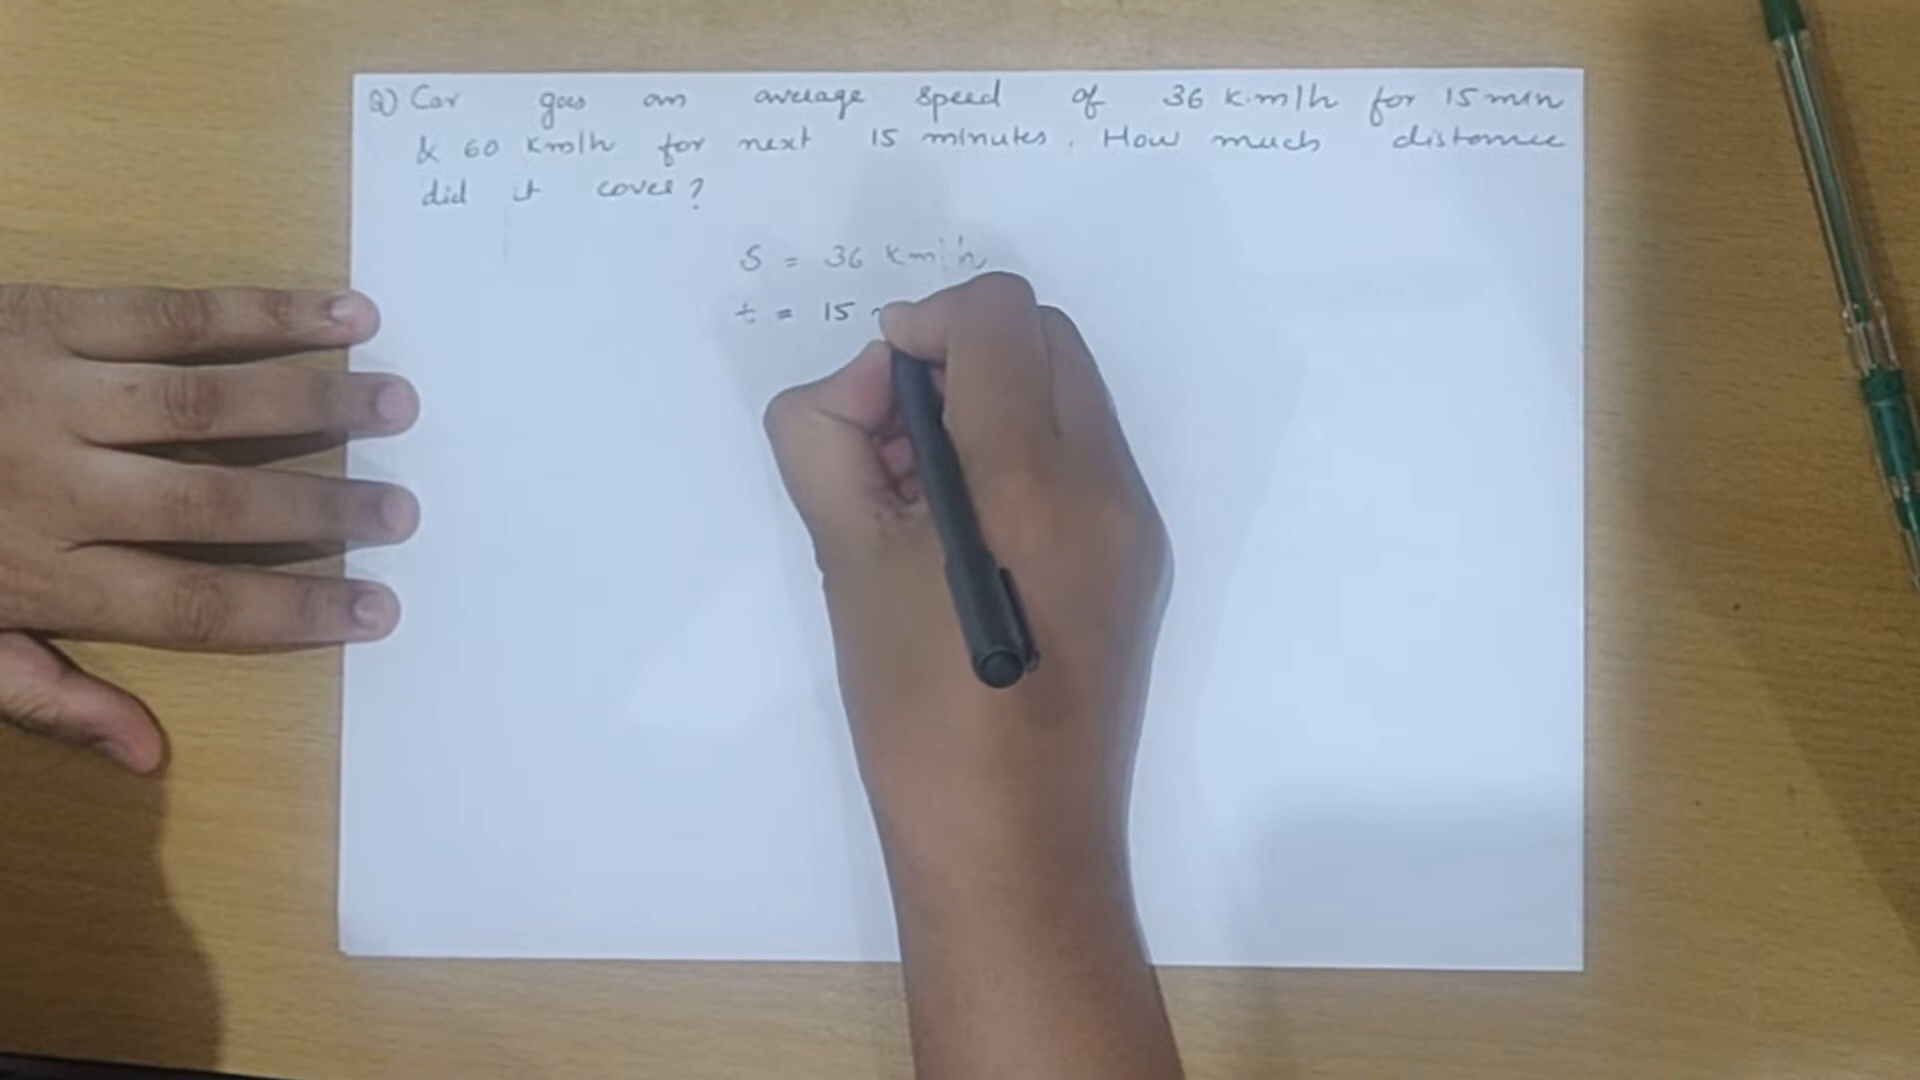 Q) Car goes on average speed of 36 k.m/h for 15 min
& 60 Km/h for next 15 minutes. How much distance
did it cover?
S = 36 Km/h
t = 15